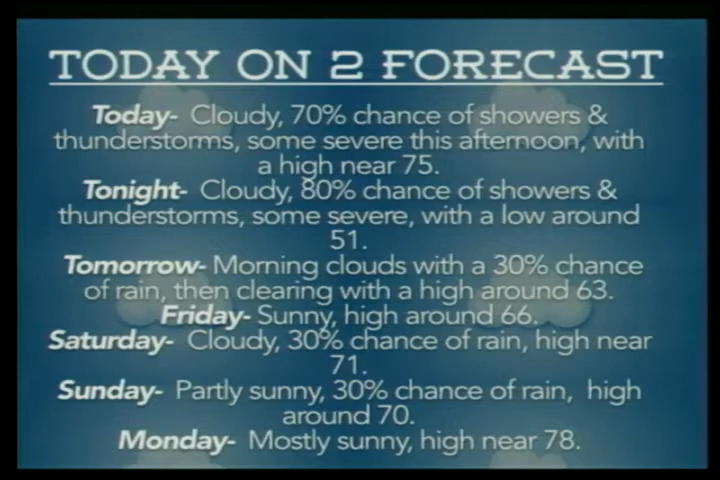 TODAY ON 2 FORECAST
Today- Cloudy, 70% chance of showers &
thunderstorms, some severe this afternoon, with
a high near 75.
Tonight- Cloudy, 80% chance of showers &
thunderstorms, some severe, with a low around
51.
Tomorrow- Morning clouds with a 30% chance
of rain, then clearing with a high around 63.
Friday- Sunny, high around 66.
Saturday- Cloudy, 30% chance of rain, high near
71.
Sunday- Partly sunny, 30% chance of rain, high
around 70.
Monday- Mostly sunny, high near 78.